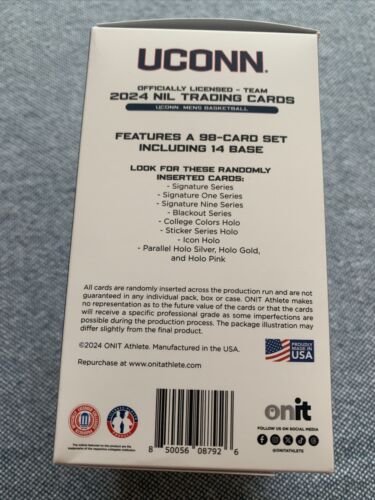 UCONN.
OFFICIALLY LICENSED - TEAM
2024 NIL TRADING CARDS
UCONN MENS BASKETBALL
FEATURES A 98-CARD SET
INCLUDING 14 BASE
LOOK FOR THESE RANDOMLY
INSERTED CARDS:
- Signature Series
- Signature One Series
- Signature Nine Series
- Blackout Series
- College Colors Holo
- Sticker Series Holo
- Icon Holo
- Parallel Holo Silver, Holo Gold,
and Holo Pink
All cards are randomly inserted across the production run and are not
guaranteed in any individual pack, box or case. ONIT Athlete makes
no representation as to the future value of the cards or that the cards
will receive a specific professional grade as some imperfections are
possible during the production process. The package illustration may
differ slightly from the final product.
©2024 ONIT Athlete. Manufactured in the USA.
Repurchase at www.onitathlete.com
PROUDLY
MADE IN
USA
onit
FOLLOW US ON SOCIAL MEDIA
@ONITATHLETE
8 50056 08792 6